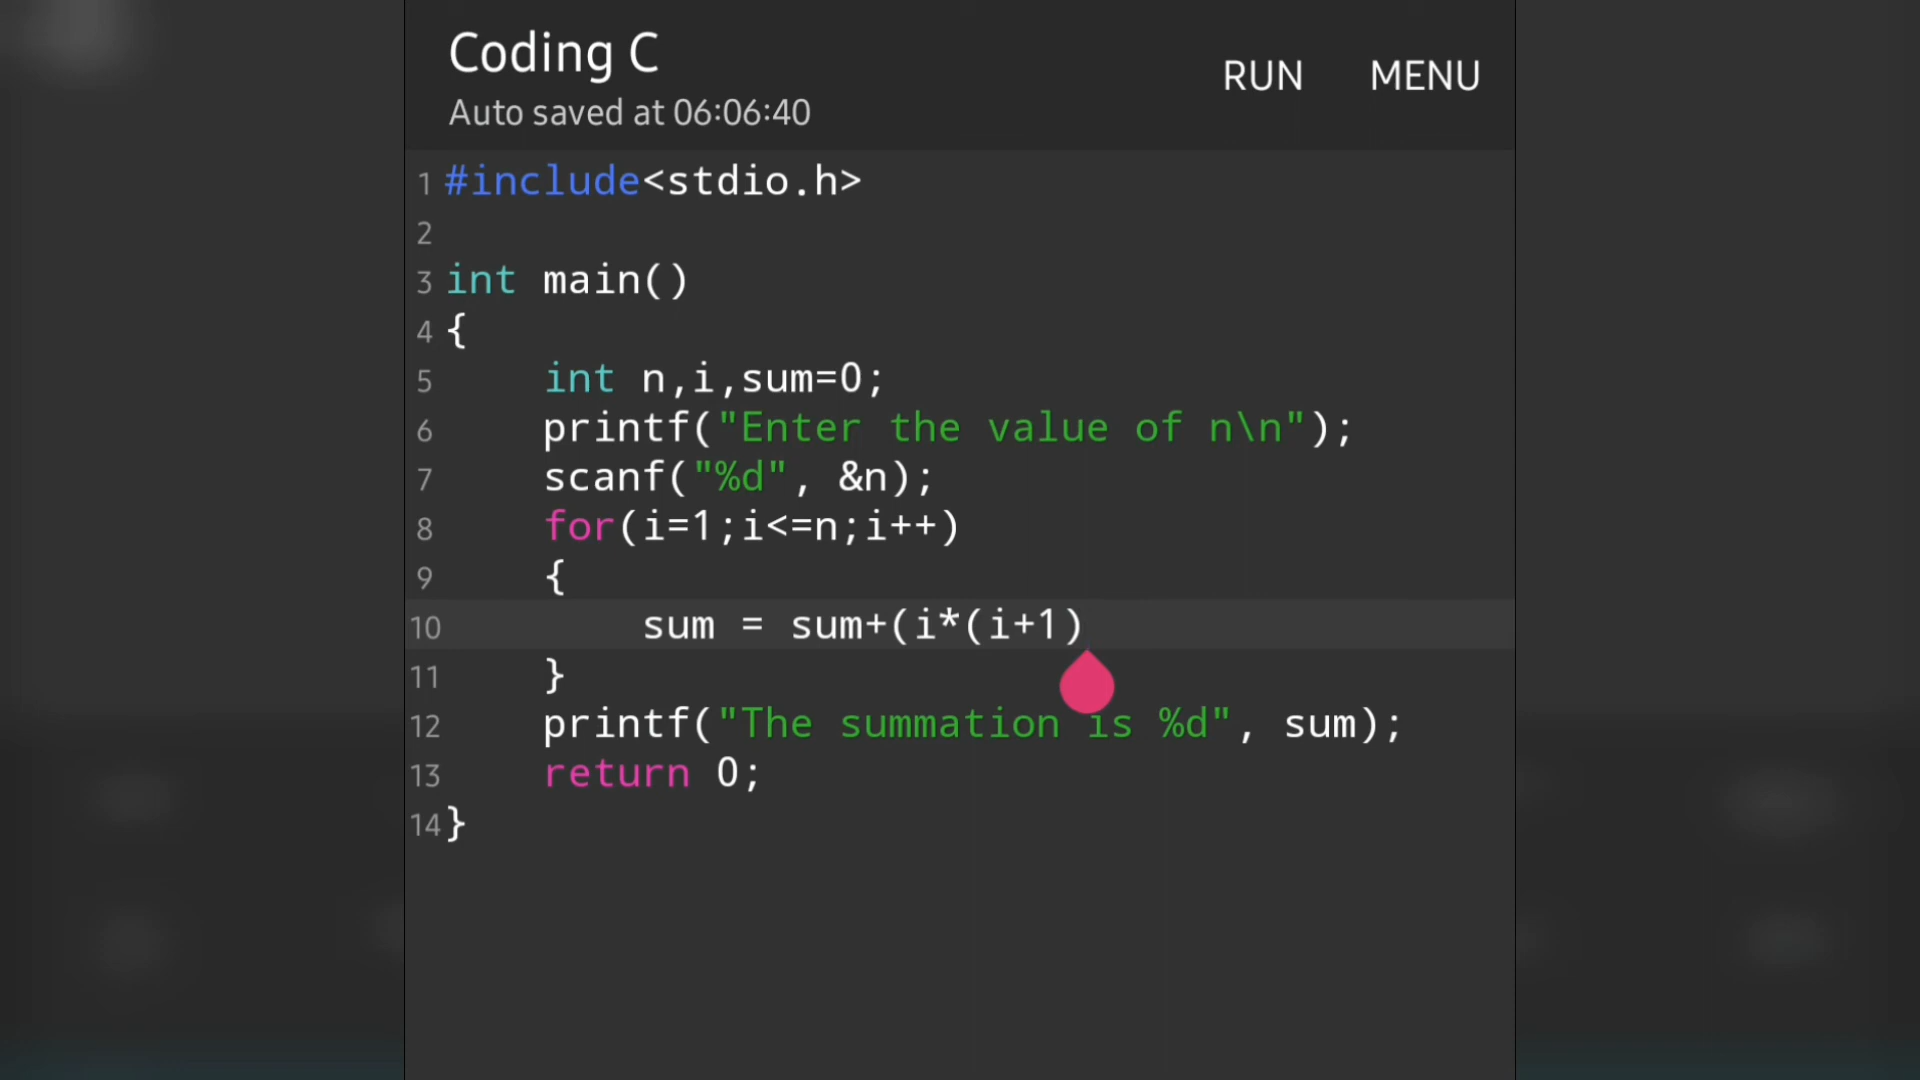 Coding C
Auto saved at 06:06:40
RUN MENU
1 #include<stdio.h>
2
3 int main()
4 {
5     int n,i,sum=0;
6     printf("Enter the value of n\n");
7     scanf("%d", &n);
8     for(i=1;i<=n;i++)
9     {
10         sum = sum+(i*(i+1)
11     }
12     printf("The summation is %d", sum);
13     return 0;
14 }